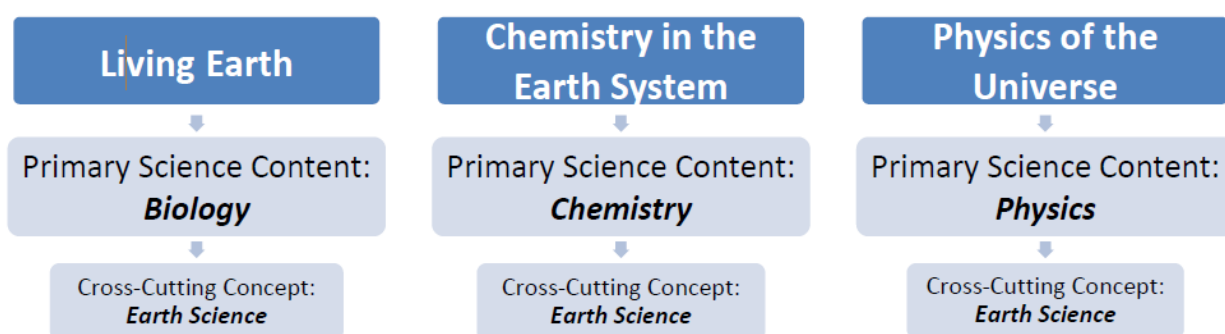 Living Earth
Primary Science Content:
Biology
Cross-Cutting Concept:
Earth Science
Chemistry in the
Earth System
Primary Science Content:
Chemistry
Cross-Cutting Concept:
Earth Science
Physics of the
Universe
Primary Science Content:
Physics
Cross-Cutting Concept:
Earth Science